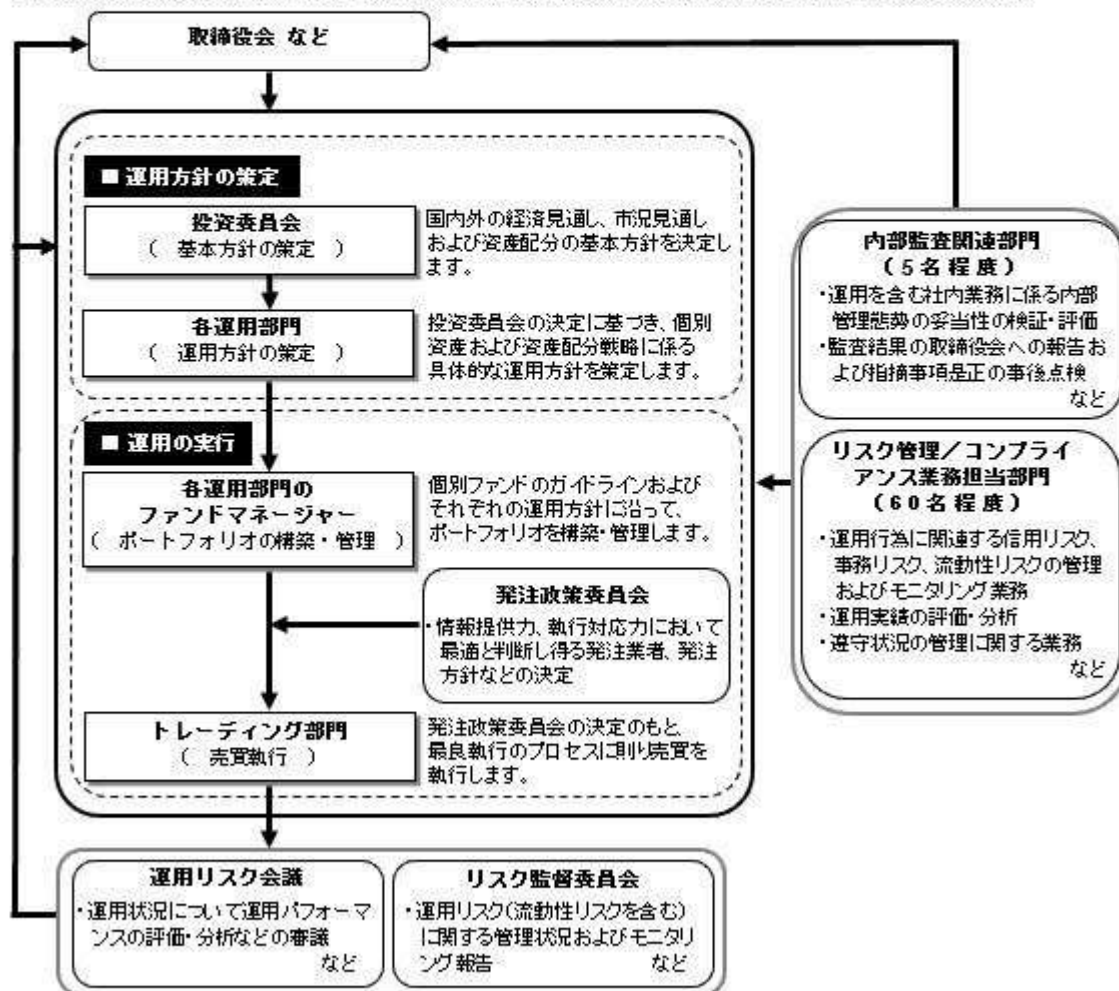 取締役会 など
■ 運用方針の策定
投資委員会
( 基本方針の策定 )
国内外の経済見通し、市況見通し
および資産配分の基本方針を決定し
ます。
各運用部門
( 運用方針の策定 )
投資委員会の決定に基づき、個別
資産および資産配分戦略に係る
具体的な運用方針を策定します。
■ 運用の実行
各運用部門の
ファンドマネージャー
( ポートフォリオの構築・管理 )
個別ファンドのガイドラインおよび
それぞれの運用方針に沿って、
ポートフォリオを構築・管理します。
発注政策委員会
・情報提供力、執行対応力において
最適と判断し得る発注業者、発注
方針などの決定
トレーディング部門
( 売買執行 )
発注政策委員会の決定のもと、
最良執行のプロセスに則り売買を
執行します。
内部監査関連部門
(5名程度)
・運用を含む社内業務に係る内部
管理態勢の妥当性の検証・評価
・監査結果の取締役会への報告お
よび指摘事項是正の事後点検
など
リスク管理/コンプライ
アンス業務担当部門
(60名程度)
・運用行為に関連する信用リスク、
事務リスク、流動性リスクの管理
およびモニタリング業務
・運用実績の評価・分析
・遵守状況の管理に関する業務
など
運用リスク会議
・運用状況について運用パフォーマ
ンスの評価・分析などの審議
など
リスク監督委員会
・運用リスク(流動性リスクを含む)
に関する管理状況およびモニタリ
ング報告 など